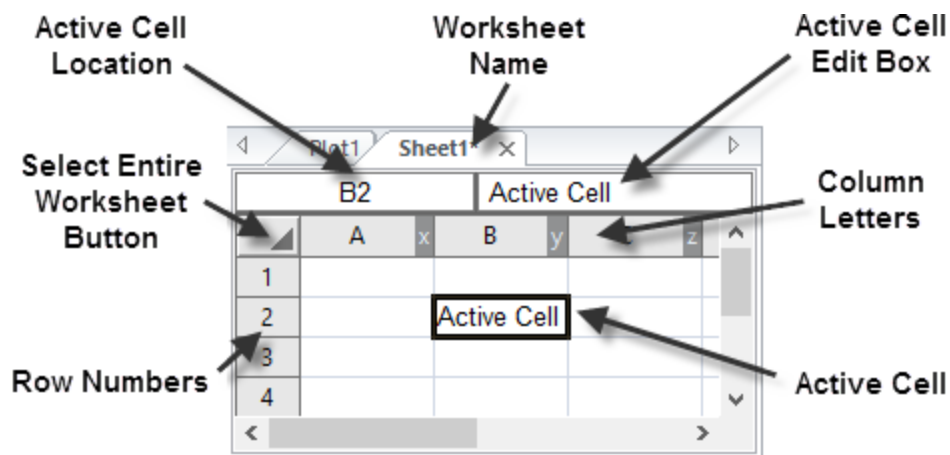 Active Cell
Location
Worksheet
Name
Active Cell
Edit Box
Plot1 Sheet1*
Select Entire
Worksheet
Button
B2 Active Cell
Column
Letters
A x B y z
1
2 Active Cell
3
Row Numbers
4
Active Cell